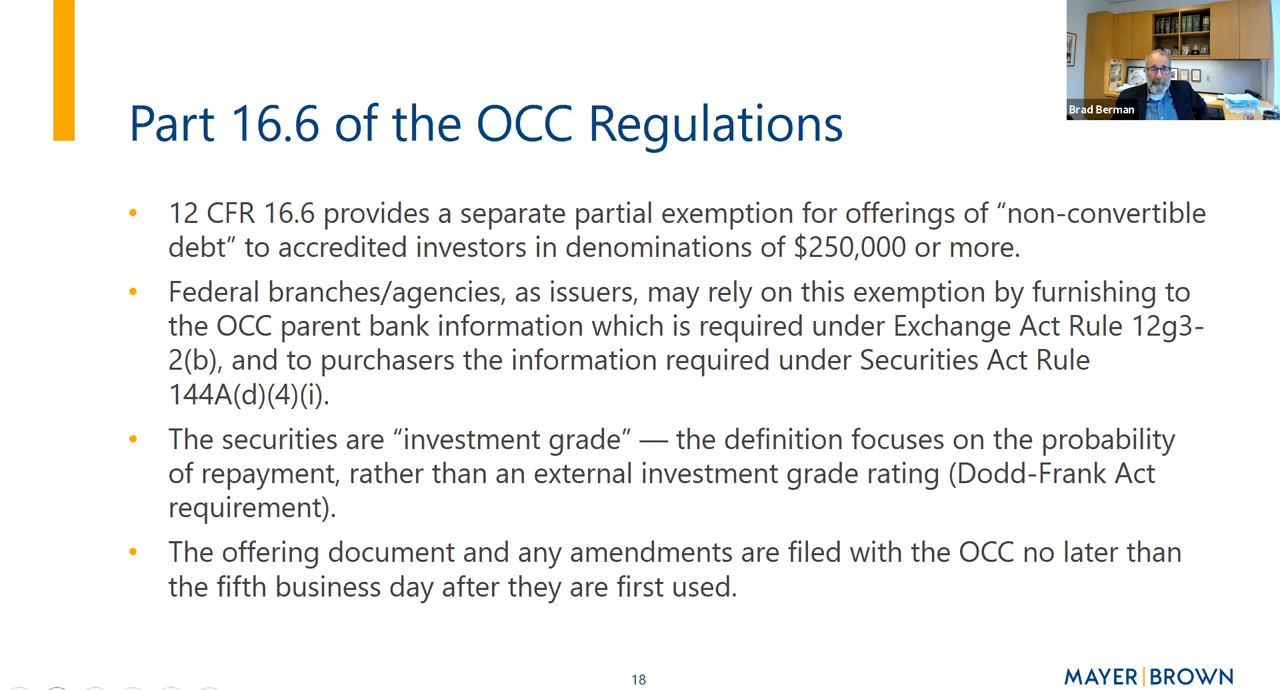 Brad Berman
Part 16.6 of the OCC Regulations
• 12 CFR 16.6 provides a separate partial exemption for offerings of “non-convertible
debt” to accredited investors in denominations of $250,000 or more.
• Federal branches/agencies, as issuers, may rely on this exemption by furnishing to
the OCC parent bank information which is required under Exchange Act Rule 12g3-
2(b), and to purchasers the information required under Securities Act Rule
144A(d)(4)(i).
• The securities are “investment grade” — the definition focuses on the probability
of repayment, rather than an external investment grade rating (Dodd-Frank Act
requirement).
• The offering document and any amendments are filed with the OCC no later than
the fifth business day after they are first used.
18
MAYER | BROWN